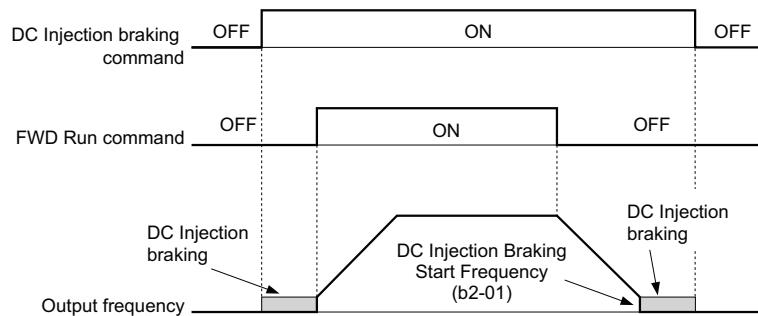 DC Injection braking
command
OFF
ON
OFF
FWD Run command
OFF
ON
OFF
DC Injection
braking
DC Injection Braking
Start Frequency
(b2-01)
DC Injection
braking
Output frequency